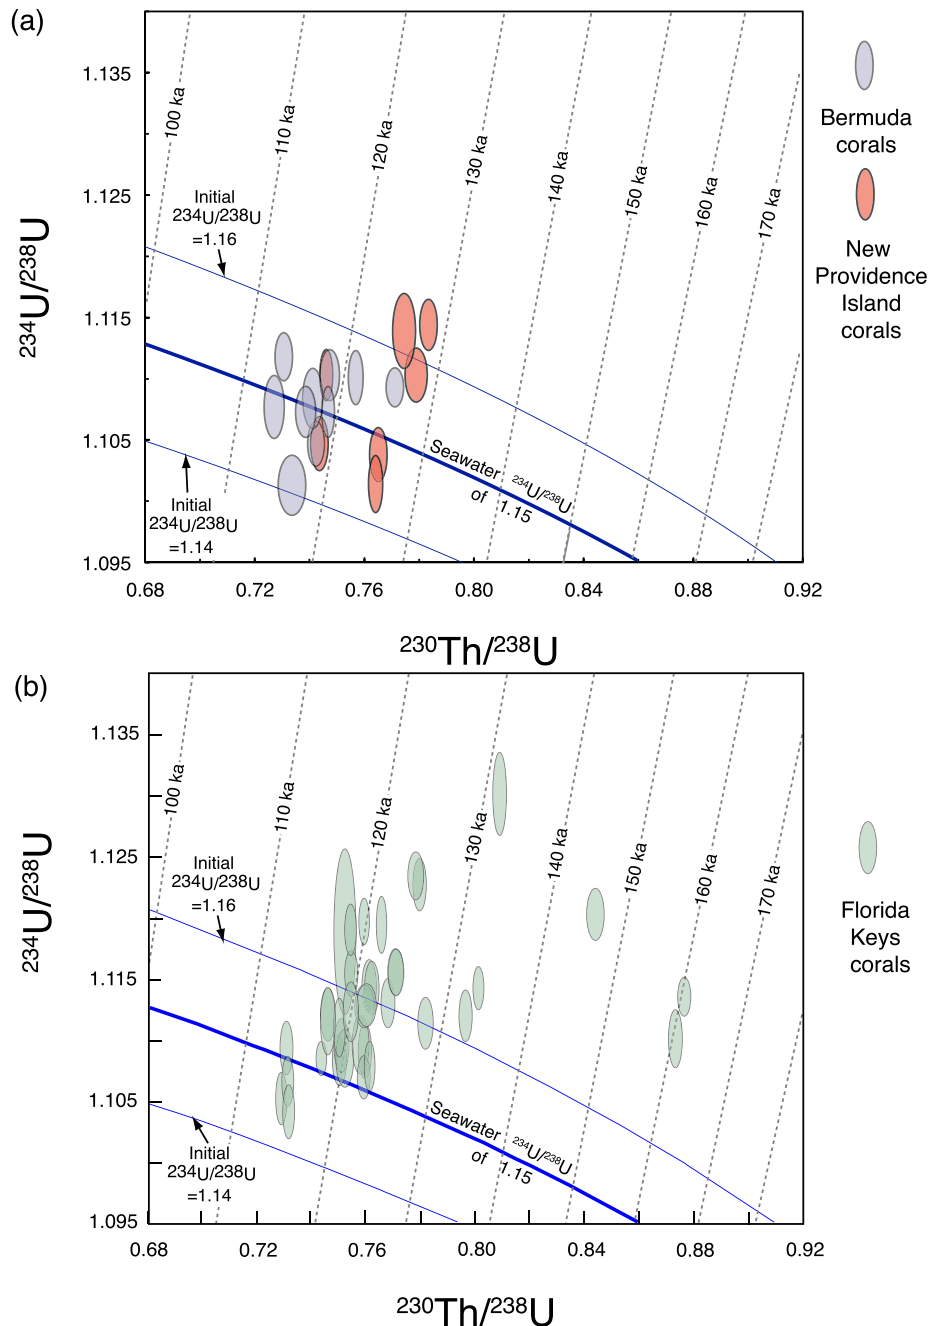 (a)
1.135
1.125
1.115
1.105
1.095
234U/238U
100 ka
110 ka
120 ka
130 ka
140 ka
150 ka
160 ka
170 ka
Initial
234U/238U
=1.16
Initial
234U/238U
=1.14
Seawater 234U/238U
of 1.15
0.68
0.72
0.76
0.80
0.84
0.88
0.92
230Th/238U
Bermuda
corals
New
Providence
Island
corals
(b)
1.135
1.125
1.115
1.105
1.095
234U/238U
100 ka
110 ka
120 ka
130 ka
140 ka
150 ka
160 ka
170 ka
Initial
234U/238U
=1.16
Initial
234U/238U
=1.14
Seawater 234U/238U
of 1.15
0.68
0.72
0.76
0.80
0.84
0.88
0.92
230Th/238U
Florida
Keys
corals